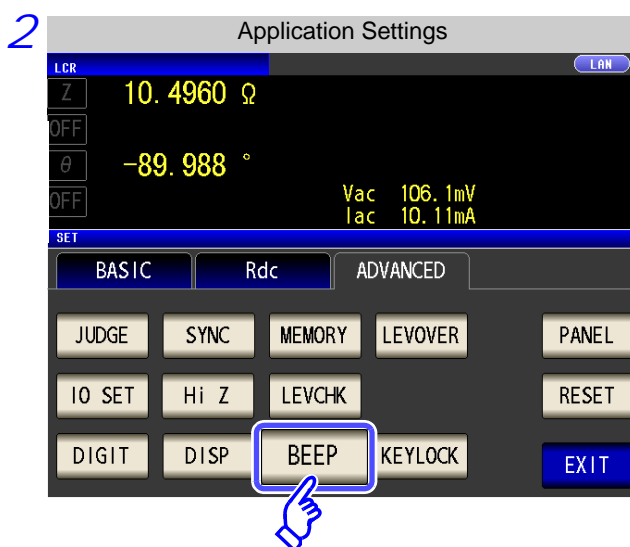 2 Application Settings
LCR LAN
Z 10.4960 Ω
OFF
θ -89.988 °
OFF Vac 106.1mV
Iac 10.11mA
SET
BASIC Rdc ADVANCED
JUDGE SYNC MEMORY LEVOVER PANEL
IO SET Hi Z LEVCHK RESET
DIGIT DISP BEEP KEYLOCK EXIT